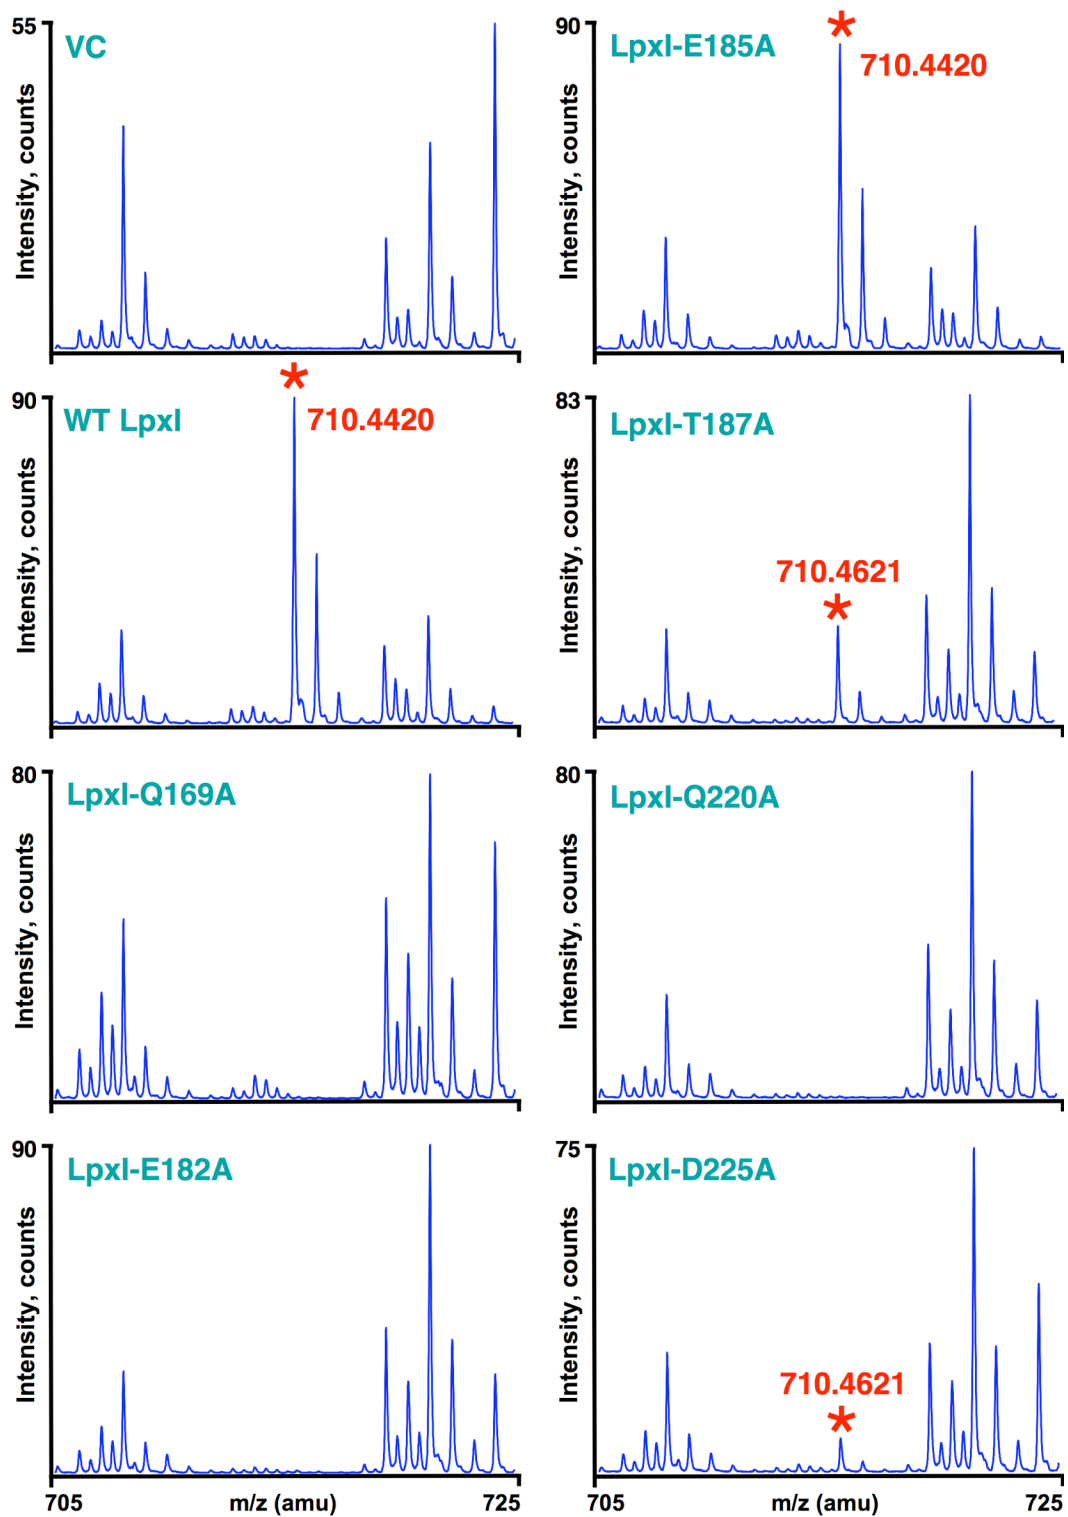 55
VC
Intensity, counts
90
*
LpxI-E185A
710.4420
Intensity, counts
90
*
WT LpxI
710.4420
Intensity, counts
83
LpxI-T187A
710.4621
*
Intensity, counts
80
LpxI-Q169A
Intensity, counts
80
LpxI-Q220A
Intensity, counts
90
LpxI-E182A
Intensity, counts
705
m/z (amu)
725
75
LpxI-D225A
710.4621
*
Intensity, counts
705
m/z (amu)
725